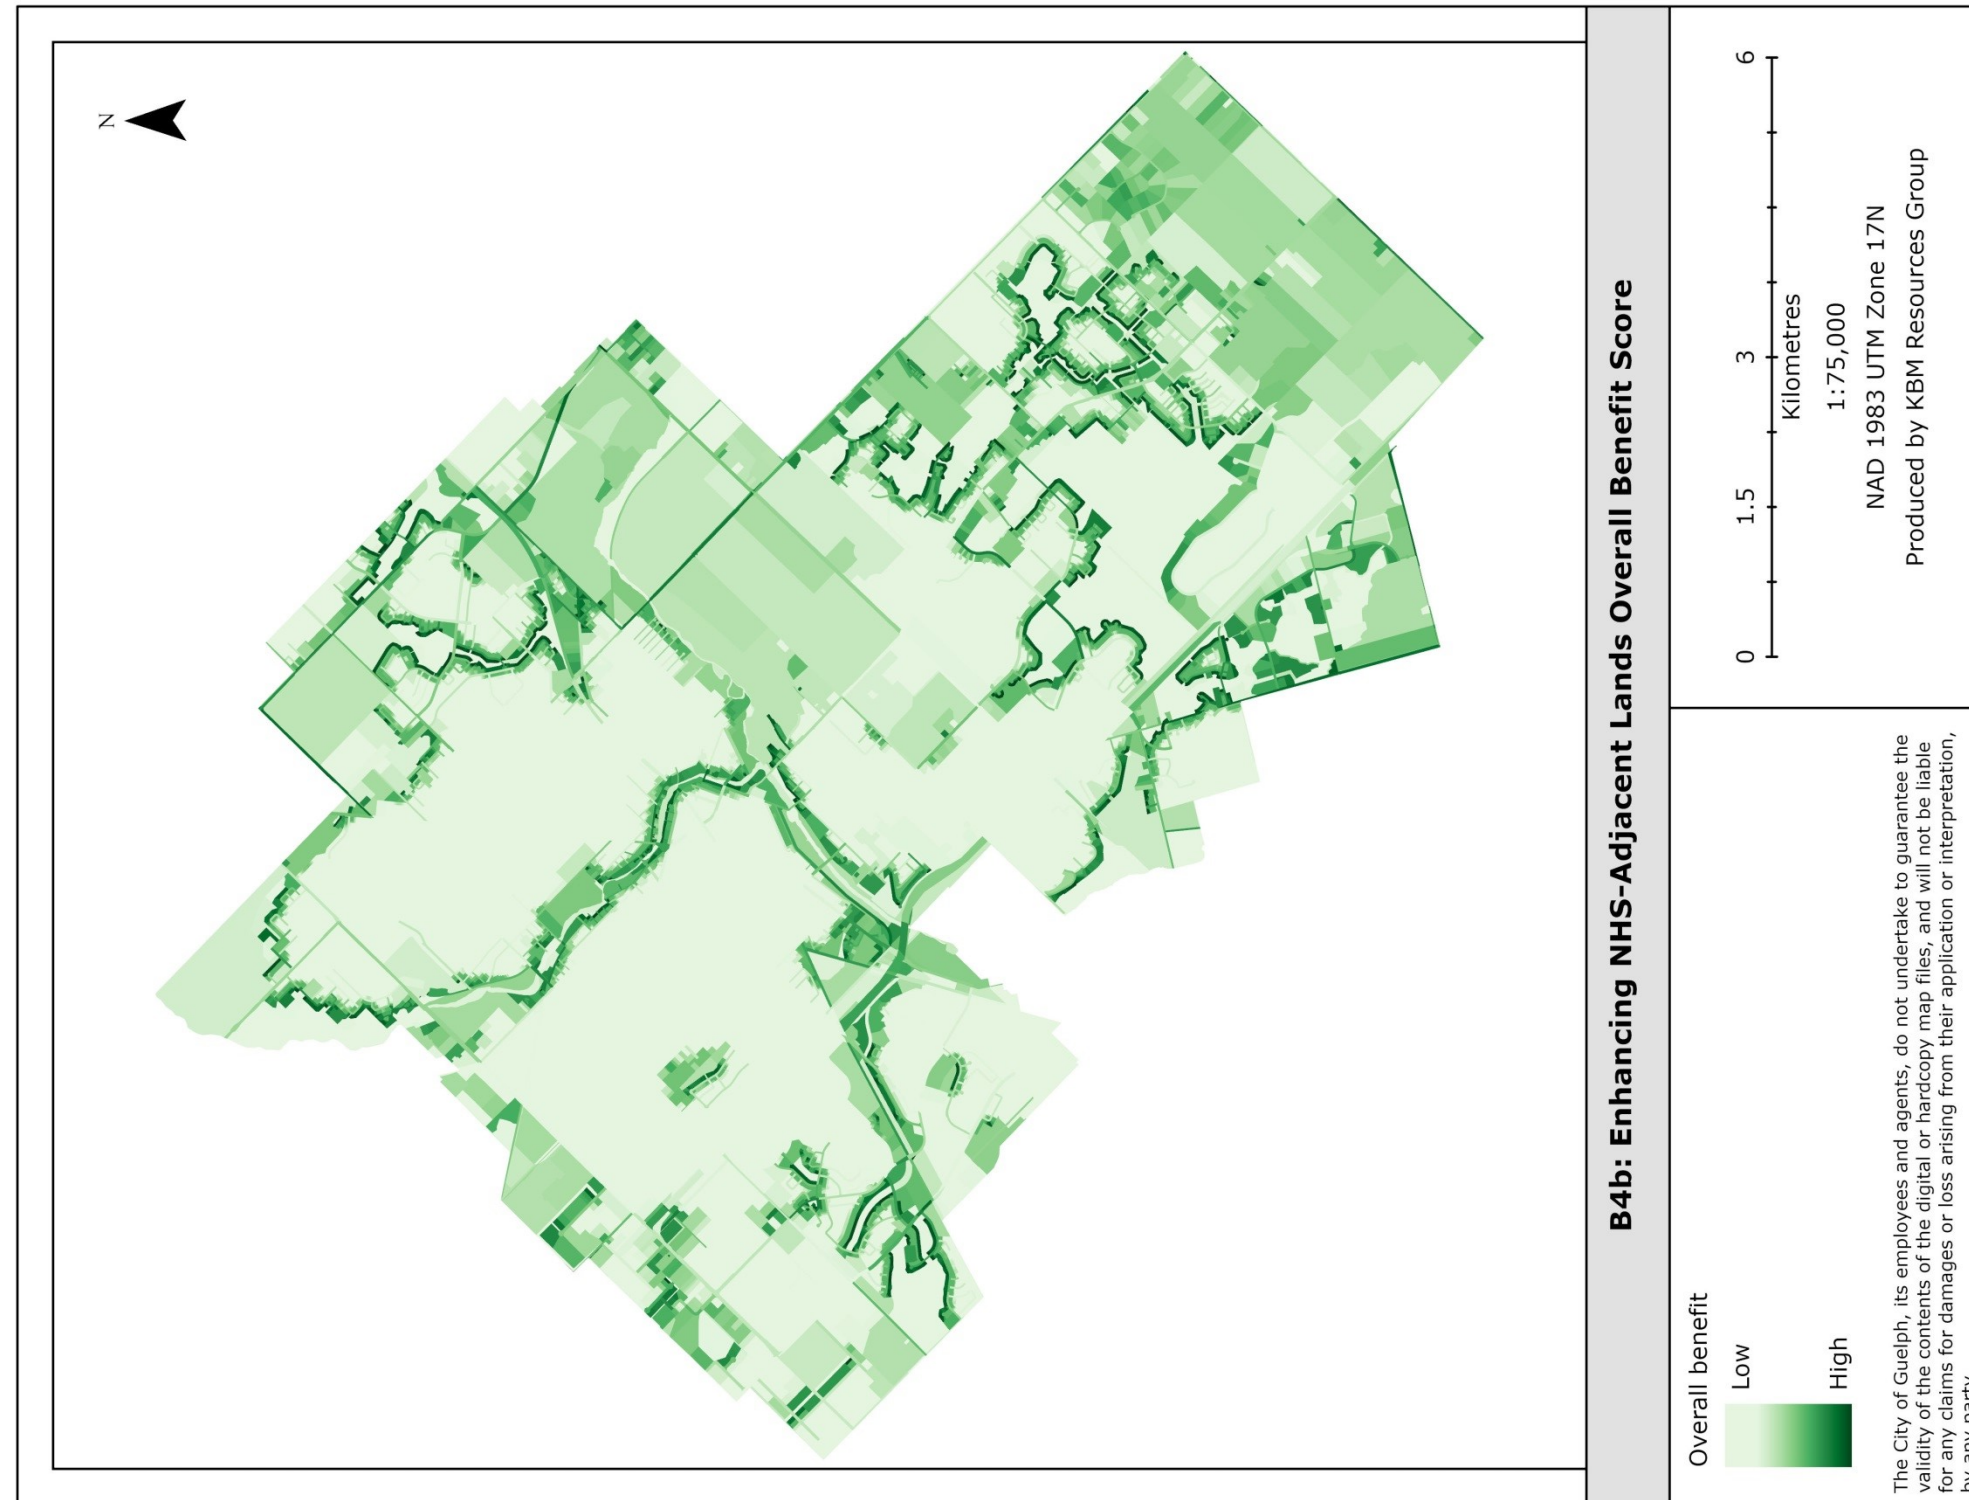 N
B4b: Enhancing NHS-Adjacent Lands Overall Benefit Score
Overall benefit
Low
High
The City of Guelph, its employees and agents, do not undertake to guarantee the
validity of the contents of the digital or hardcopy map files, and will not be liable
for any claims for damages or loss arising from their application or interpretation,
by any party.
0 1.5 3 6
Kilometres
1:75,000
NAD 1983 UTM Zone 17N
Produced by KBM Resources Group